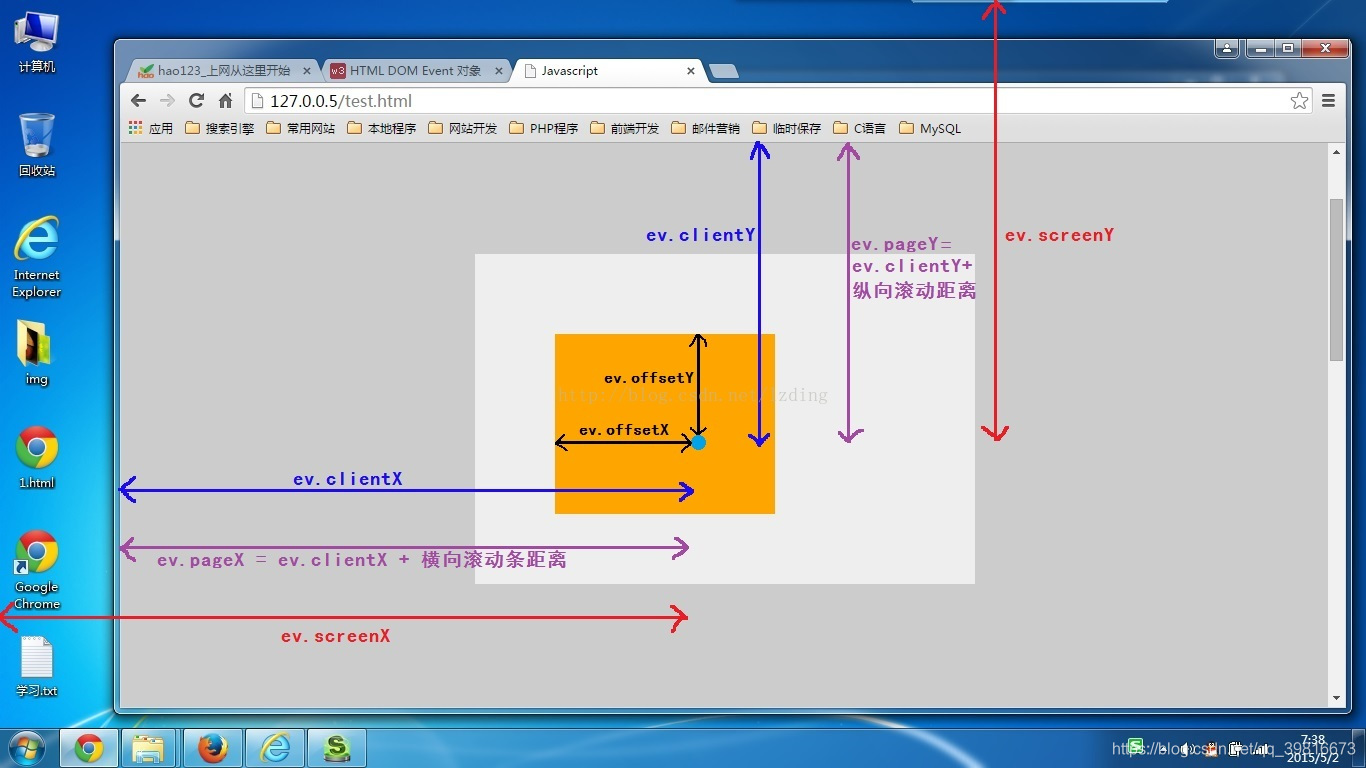 计算机
回收站
Internet
Explorer
img
1.html
Google
Chrome
学习.txt
hao123_上网从这里开始
HTML DOM Event 对象
Javascript
127.0.0.5/test.html
应用
搜索引擎
常用网站
本地程序
网站开发
PHP程序
前端开发
邮件营销
临时保存
C语言
MySQL
ev.clientY
ev.pageY=
ev.clientY+
纵向滚动距离
ev.screenY
ev.offsetY
ev.offsetX
ev.clientX
ev.pageX = ev.clientX + 横向滚动条距离
ev.screenX
7:38
2015/5/2
https://blog.csdn.net/qq_39816673